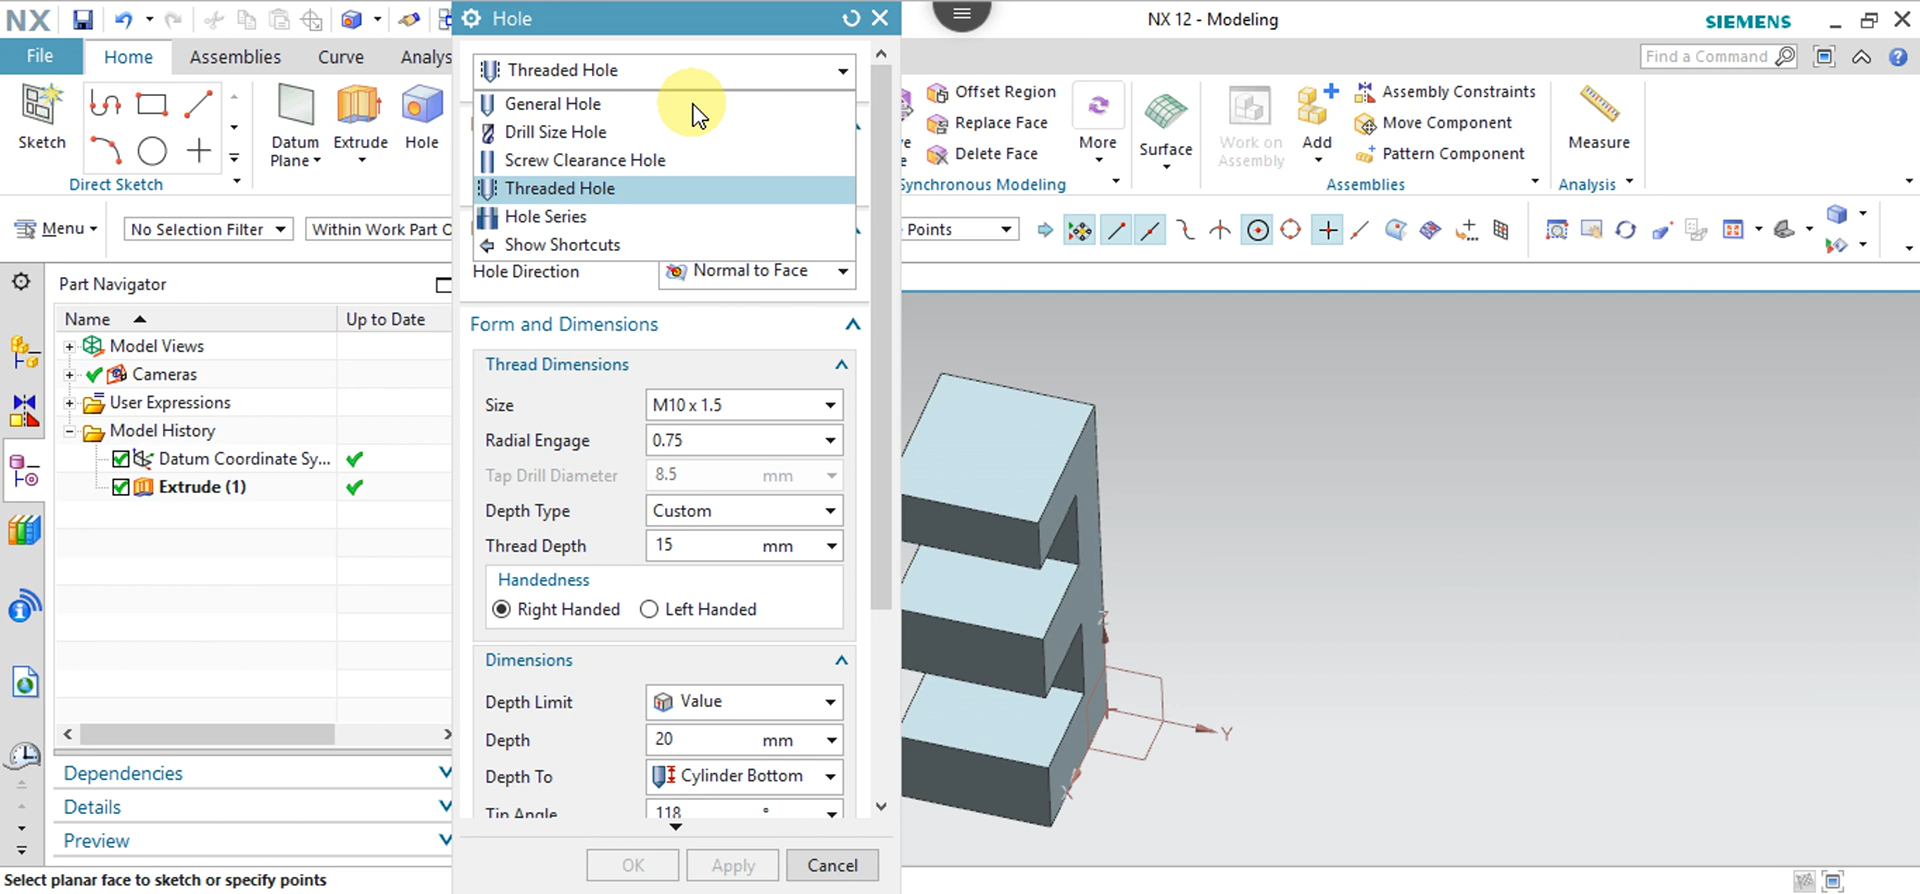 NX
Hole
NX 12 - Modeling
SIEMENS
File
Home
Assemblies
Curve
Analys
Find a Command
Sketch
Direct Sketch
Datum
Plane
Extrude
Hole
Threaded Hole
General Hole
Drill Size Hole
Screw Clearance Hole
Threaded Hole
Hole Series
Show Shortcuts
Hole Direction
Normal to Face
Offset Region
Replace Face
Delete Face
More
Synchronous Modeling
Surface
Work on
Assembly
Add
Assembly Constraints
Move Component
Pattern Component
Assemblies
Measure
Analysis
Menu
No Selection Filter
Within Work Part O
Points
Part Navigator
Name
Up to Date
Model Views
Cameras
User Expressions
Model History
Datum Coordinate Sy...
Extrude (1)
Dependencies
Details
Preview
Form and Dimensions
Thread Dimensions
Size
M10 x 1.5
Radial Engage
0.75
Tap Drill Diameter
8.5 mm
Depth Type
Custom
Thread Depth
15 mm
Handedness
Right Handed
Left Handed
Dimensions
Depth Limit
Value
Depth
20 mm
Depth To
Cylinder Bottom
Tip Angle
118 °
OK
Apply
Cancel
Z
Y
X
Select planar face to sketch or specify points